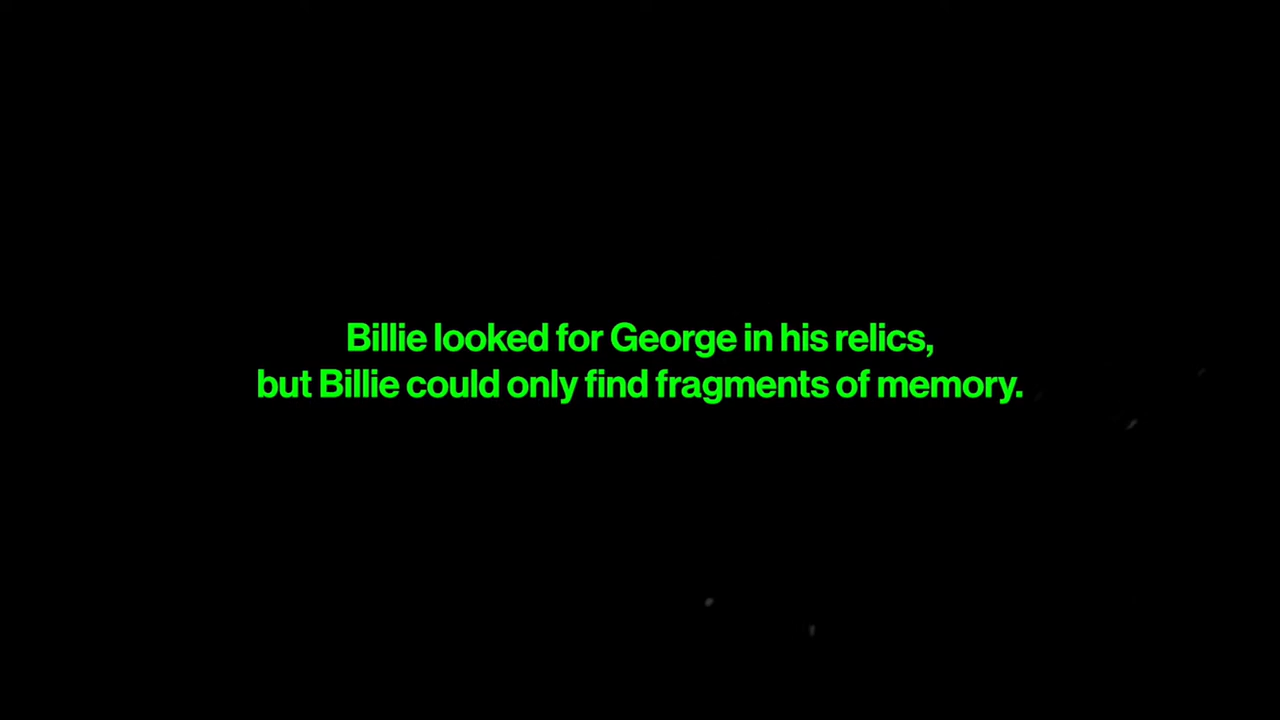 Billie looked for George in his relics,
but Billie could only find fragments of memory.